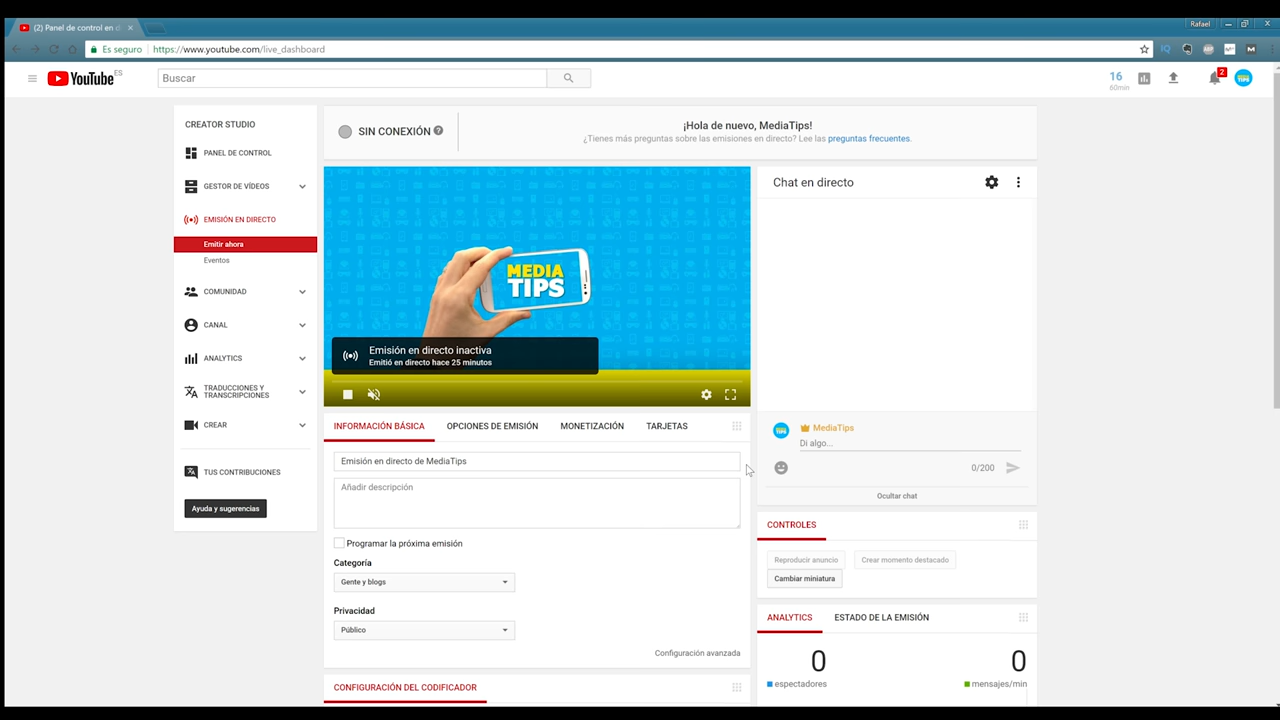 (2) Panel de control en d
Rafael
Es seguro
https://www.youtube.com/live_dashboard
YouTube ES
Buscar
16
60min
2
CREATOR STUDIO
PANEL DE CONTROL
GESTOR DE VÍDEOS
EMISIÓN EN DIRECTO
Emitir ahora
Eventos
COMUNIDAD
CANAL
ANALYTICS
TRADUCCIONES Y
TRANSCRIPCIONES
CREAR
TUS CONTRIBUCIONES
Ayuda y sugerencias
SIN CONEXIÓN
¡Hola de nuevo, MediaTips!
¿Tienes más preguntas sobre las emisiones en directo? Lee las preguntas frecuentes.
MEDIA
TIPS
Emisión en directo inactiva
Emitió en directo hace 25 minutos
INFORMACIÓN BÁSICA
OPCIONES DE EMISIÓN
MONETIZACIÓN
TARJETAS
Emisión en directo de MediaTips
Añadir descripción
Programar la próxima emisión
Categoría
Gente y blogs
Privacidad
Público
Configuración avanzada
CONFIGURACIÓN DEL CODIFICADOR
Chat en directo
MediaTips
Di algo...
0/200
Ocultar chat
CONTROLES
Reproducir anuncio
Crear momento destacado
Cambiar miniatura
ANALYTICS
ESTADO DE LA EMISIÓN
0
0
espectadores
mensajes/min